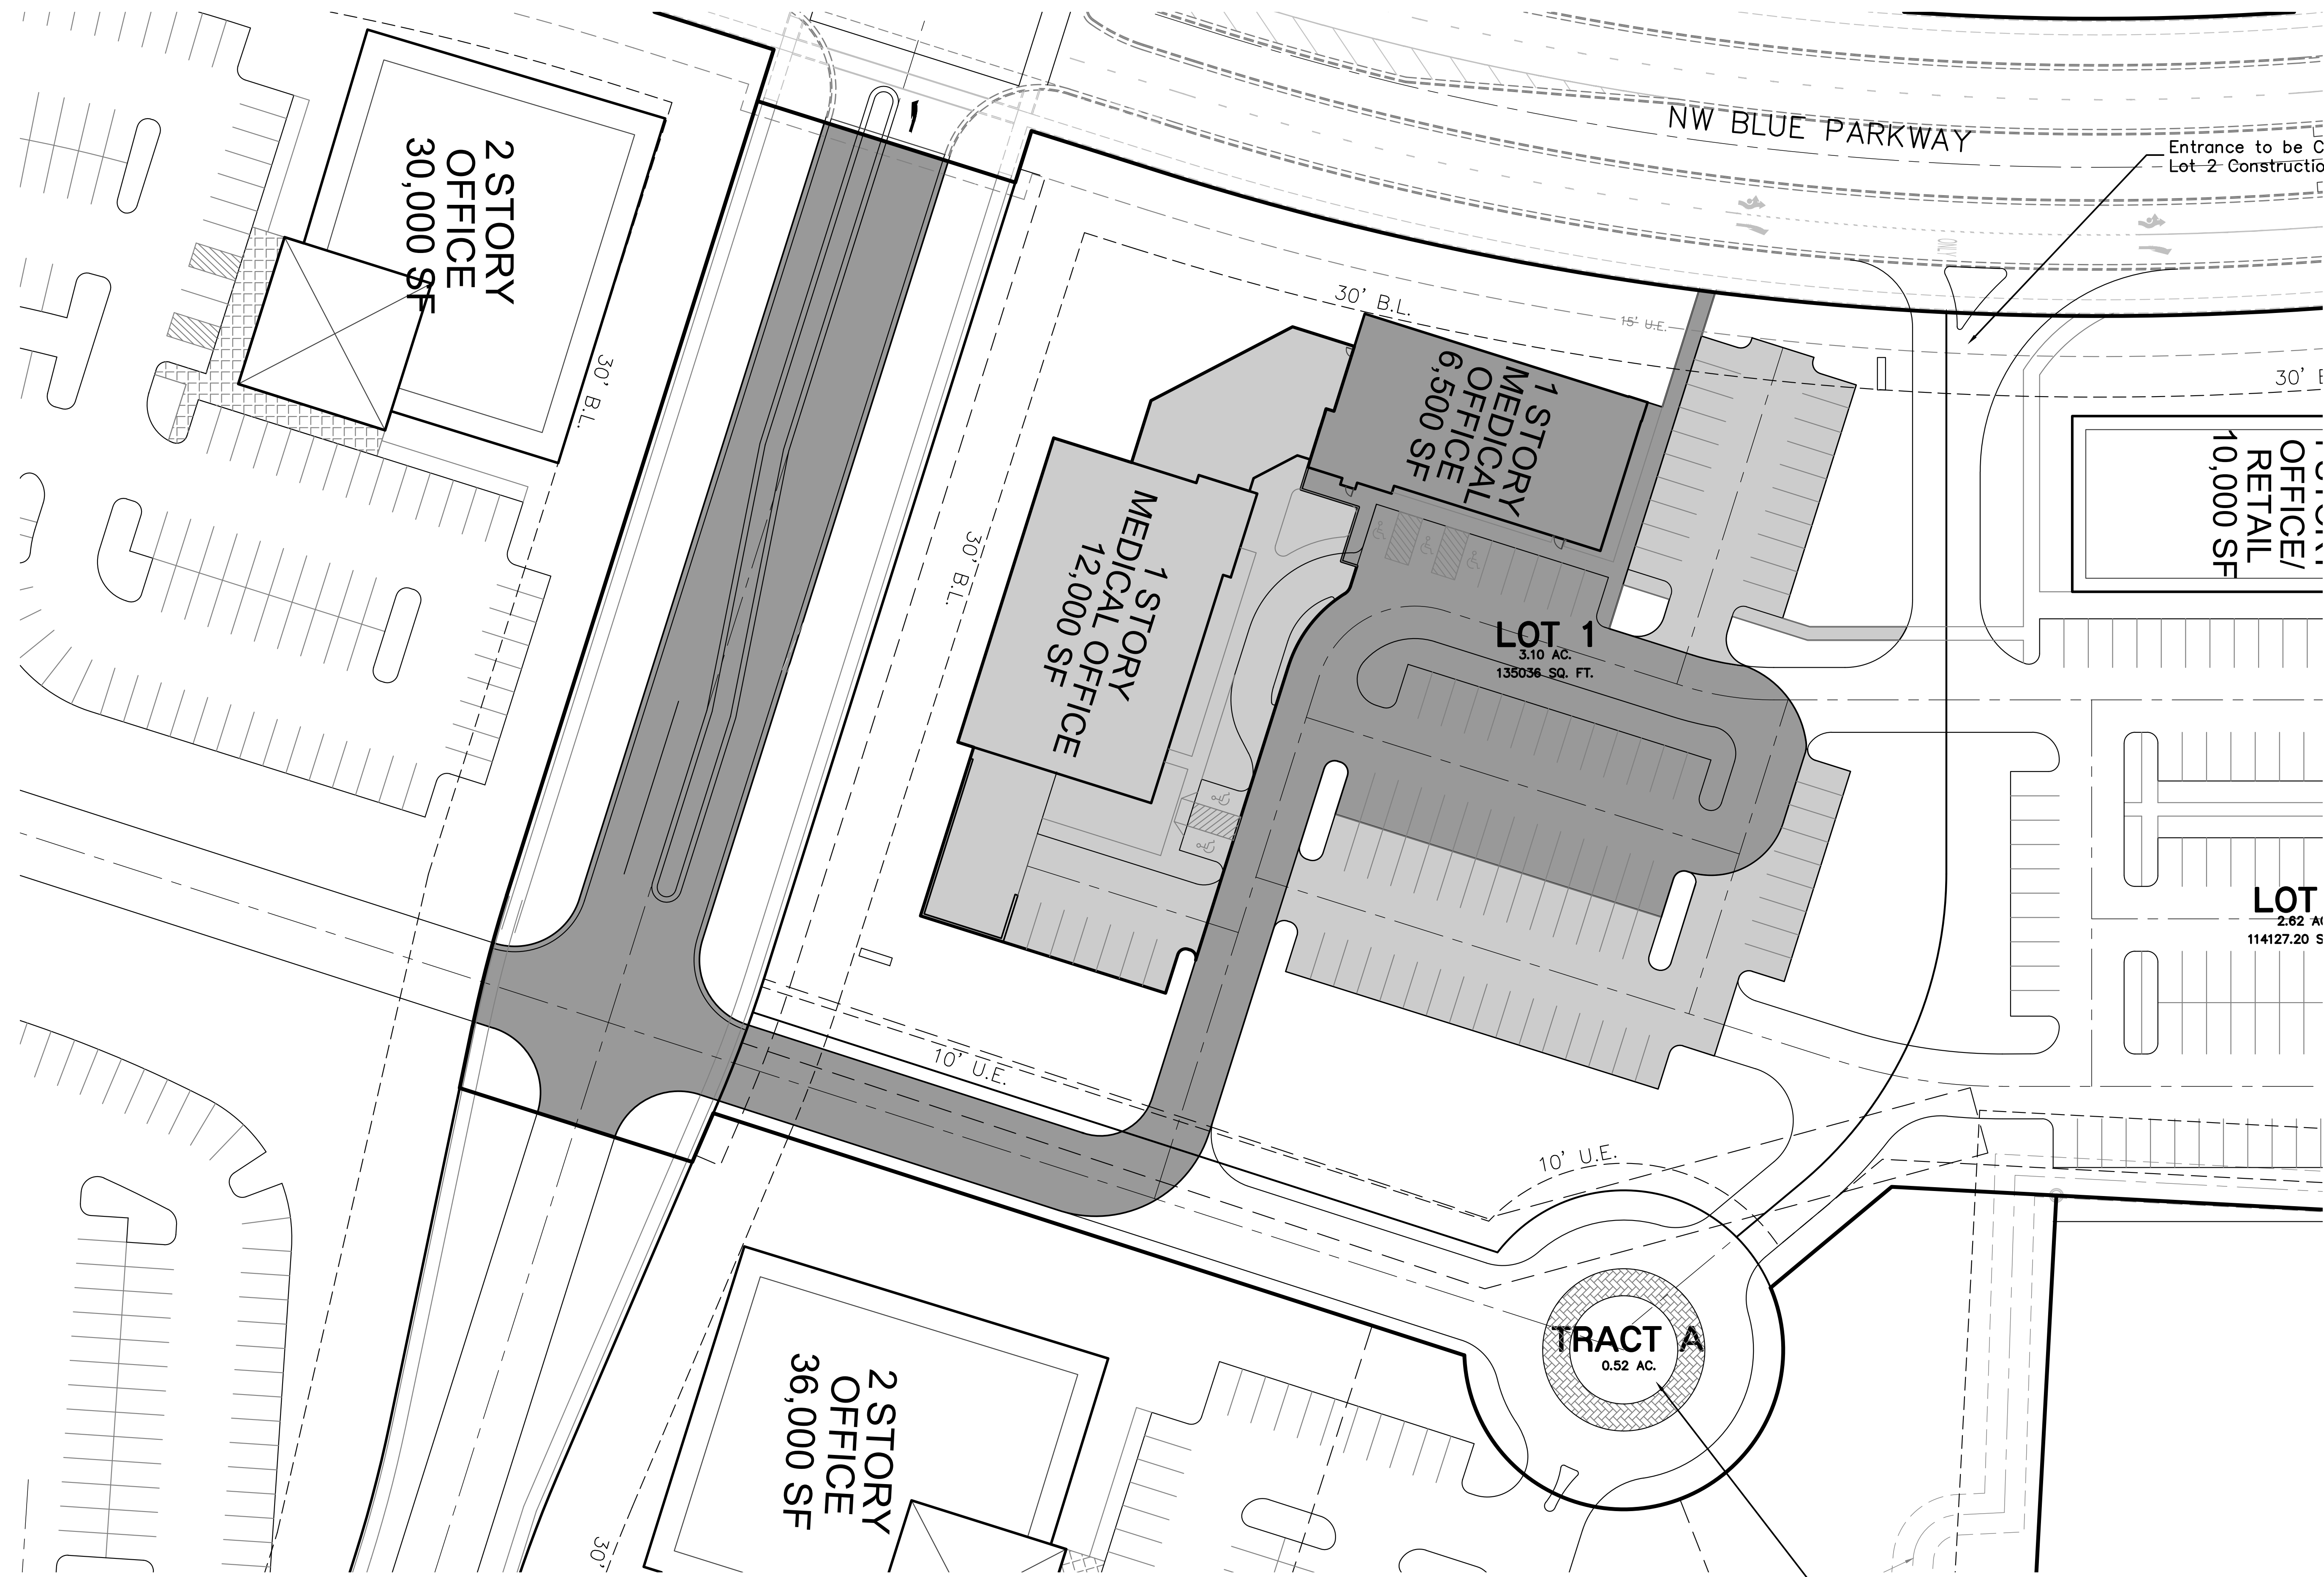 NW BLUE PARKWAY
Entrance to be C
Lot 2 Constructio
2 STORY
OFFICE
30,000 SF
30' B.L.
30' B.L.
15' U.E.
30' B.L.
30'
1 STORY
MEDICAL
OFFICE
6,500 SF
OFFICE/
RETAIL
10,000 SF
1 STORY
MEDICAL OFFICE
12,000 SF
LOT 1
3.10 AC.
135036 SQ. FT.
LOT
2.62 AC
114127.20 S
10' U.E.
10' U.E.
TRACT A
0.52 AC.
2 STORY
OFFICE
36,000 SF
30'